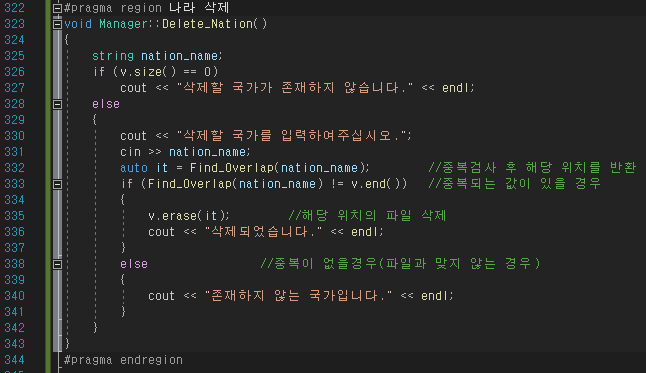 322 #pragma region 나라 삭제
323 void Manager::Delete_Nation()
324 {
325 string nation_name;
326 if (v.size() == 0)
327 cout << "삭제할 국가가 존재하지 않습니다." << endl;
328 else
329 {
330 cout << "삭제할 국가를 입력하여주십시오.";
331 cin >> nation_name;
332 auto it = Find_Overlap(nation_name); //중복검사 후 해당 위치를 반환
333 if (Find_Overlap(nation_name) != v.end()) //중복되는 값이 있을 경우
334 {
335 v.erase(it); //해당 위치의 파일 삭제
336 cout << "삭제되었습니다." << endl;
337 }
338 else //중복이 없을경우(파일과 맞지 않는 경우)
339 {
340 cout << "존재하지 않는 국가입니다." << endl;
341 }
342 }
343 }
344 #pragma endregion